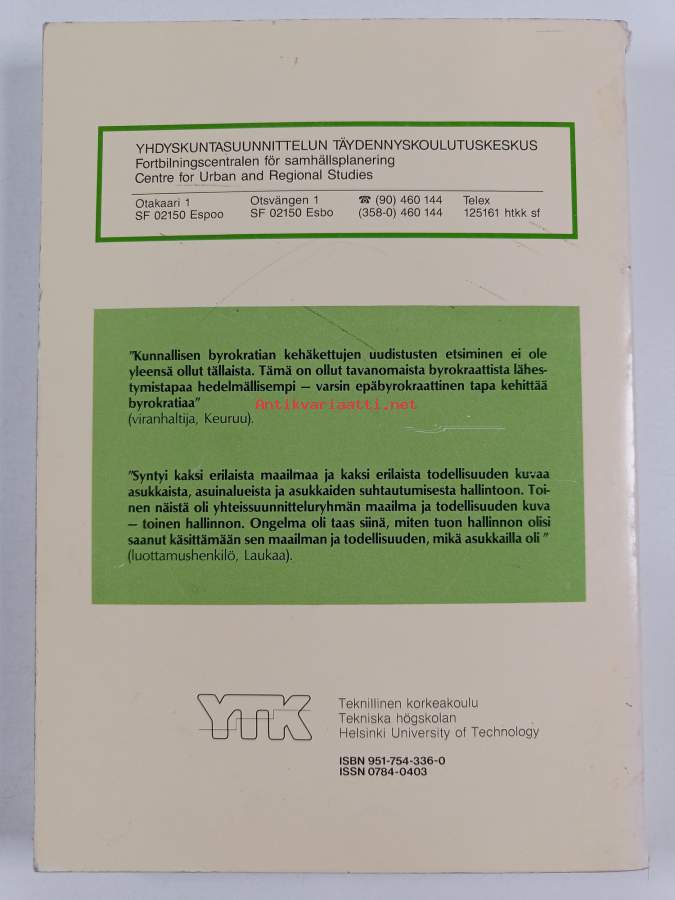 YHDYSKUNTASUUNNITTELUN TÄYDENNYSKOULUTUSKESKUS
Fortbilningscentralen för samhällsplanering
Centre for Urban and Regional Studies
Otakaari 1 Otsvängen 1 ☎ (90) 460 144 Telex
SF 02150 Espoo SF 02150 Esbo (358-0) 460 144 125161 htkk sf
"Kunnallisen byrokratian kehäkettujen uudistusten etsiminen ei ole
yleensä ollut tällaista. Tämä on ollut tavanomaista byrokraattista lähes-
tymistapaa hedelmällisempi – varsin epäbyrokraattinen tapa kehittää
byrokratiaa"
Antikvariaatti.net
(viranhaltija, Keuruu).
"Syntyi kaksi erilaista maailmaa ja kaksi erilaista todellisuuden kuvaa
asukkaista, asuinalueista ja asukkaiden suhtautumisesta hallintoon. Toi-
nen näistä oli yhteissuunnitteluryhmän maailma ja todellisuuden kuva
– toinen hallinnon. Ongelma oli taas siinä, miten tuon hallinnon olisi
saanut käsittämään sen maailman ja todellisuuden, mikä asukkailla oli "
(luottamushenkilö, Laukaa).
YTK
Teknillinen korkeakoulu
Tekniska högskolan
Helsinki University of Technology
ISBN 951-754-336-0
ISSN 0784-0403